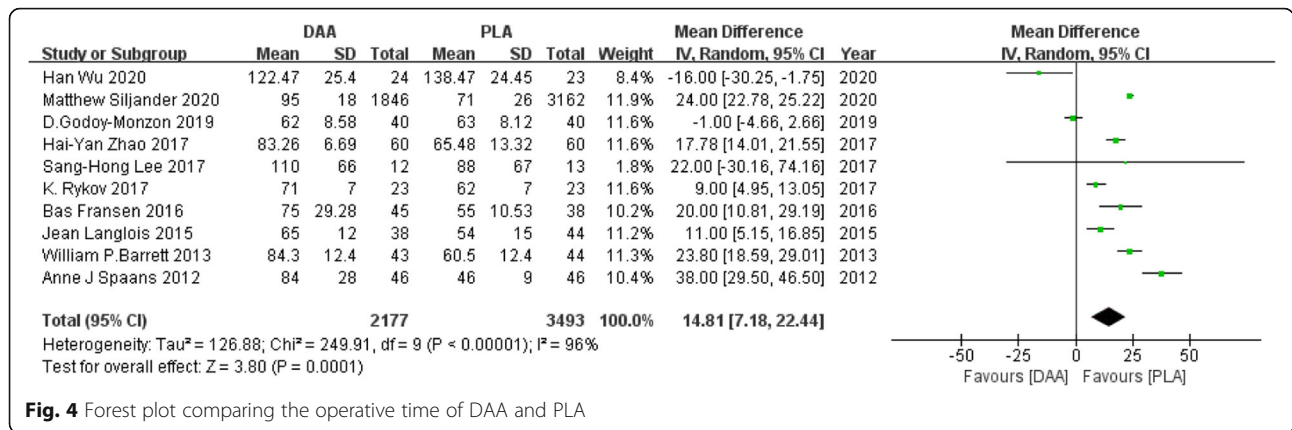 DAA PLA Mean Difference Mean Difference
Study or Subgroup Mean SD Total Mean SD Total Weight IV, Random, 95% CI Year IV, Random, 95% CI
Han Wu 2020 122.47 25.4 24 138.47 24.45 23 8.4% -16.00 [-30.25, -1.75] 2020
Matthew Siljander 2020 95 18 1846 71 26 3162 11.9% 24.00 [22.78, 25.22] 2020
D.Godoy-Monzon 2019 62 8.58 40 63 8.12 40 11.6% -1.00 [-4.66, 2.66] 2019
Hai-Yan Zhao 2017 83.26 6.69 60 65.48 13.32 60 11.6% 17.78 [14.01, 21.55] 2017
Sang-Hong Lee 2017 110 66 12 88 67 13 1.8% 22.00 [-30.16, 74.16] 2017
K. Rykov 2017 71 7 23 62 7 23 11.6% 9.00 [4.95, 13.05] 2017
Bas Fransen 2016 75 29.28 45 55 10.53 38 10.2% 20.00 [10.81, 29.19] 2016
Jean Langlois 2015 65 12 38 54 15 44 11.2% 11.00 [5.15, 16.85] 2015
William P.Barrett 2013 84.3 12.4 43 60.5 12.4 44 11.3% 23.80 [18.59, 29.01] 2013
Anne J Spaans 2012 84 28 46 46 9 46 10.4% 38.00 [29.50, 46.50] 2012
Total (95% CI) 2177 3493 100.0% 14.81 [7.18, 22.44]
Heterogeneity: Tau² = 126.88; Chi² = 249.91, df = 9 (P < 0.00001); I² = 96%
Test for overall effect: Z = 3.80 (P = 0.0001)
-50 -25 0 25 50
Favours [DAA] Favours [PLA]
Fig. 4 Forest plot comparing the operative time of DAA and PLA